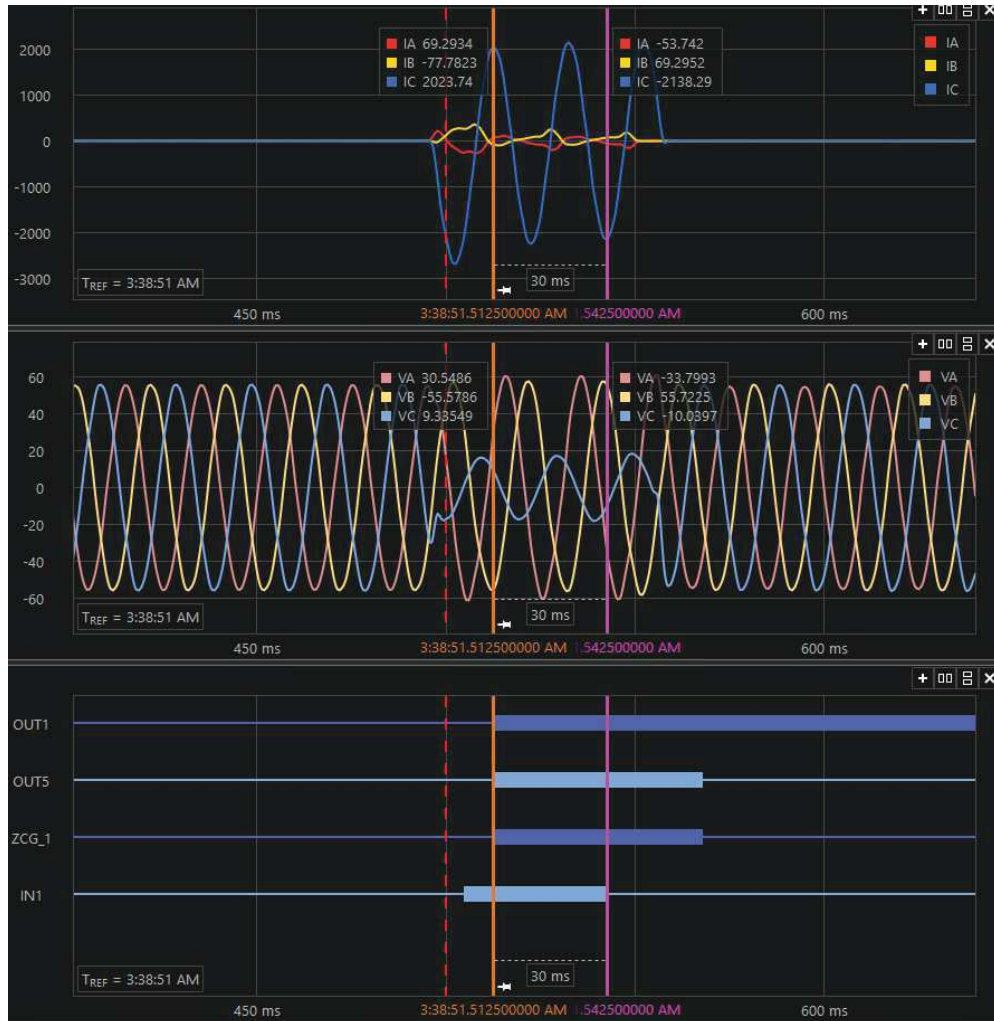 IA 69.2934
IB -77.7823
IC 2023.74
IA -53.742
IB 69.2952
IC -2138.29
IA
IB
IC
2000
1000
0
-1000
-2000
-3000
TREF = 3:38:51 AM
30 ms
450 ms
3:38:51.512500000 AM
.542500000 AM
600 ms
VA 30.5486
VB -55.5786
VC 9.33549
VA -33.7993
VB 55.7225
VC -10.0397
VA
VB
VC
60
40
20
0
-20
-40
-60
TREF = 3:38:51 AM
30 ms
450 ms
3:38:51.512500000 AM
.542500000 AM
600 ms
OUT1
OUT5
ZCG_1
IN1
TREF = 3:38:51 AM
30 ms
450 ms
3:38:51.512500000 AM
.542500000 AM
600 ms